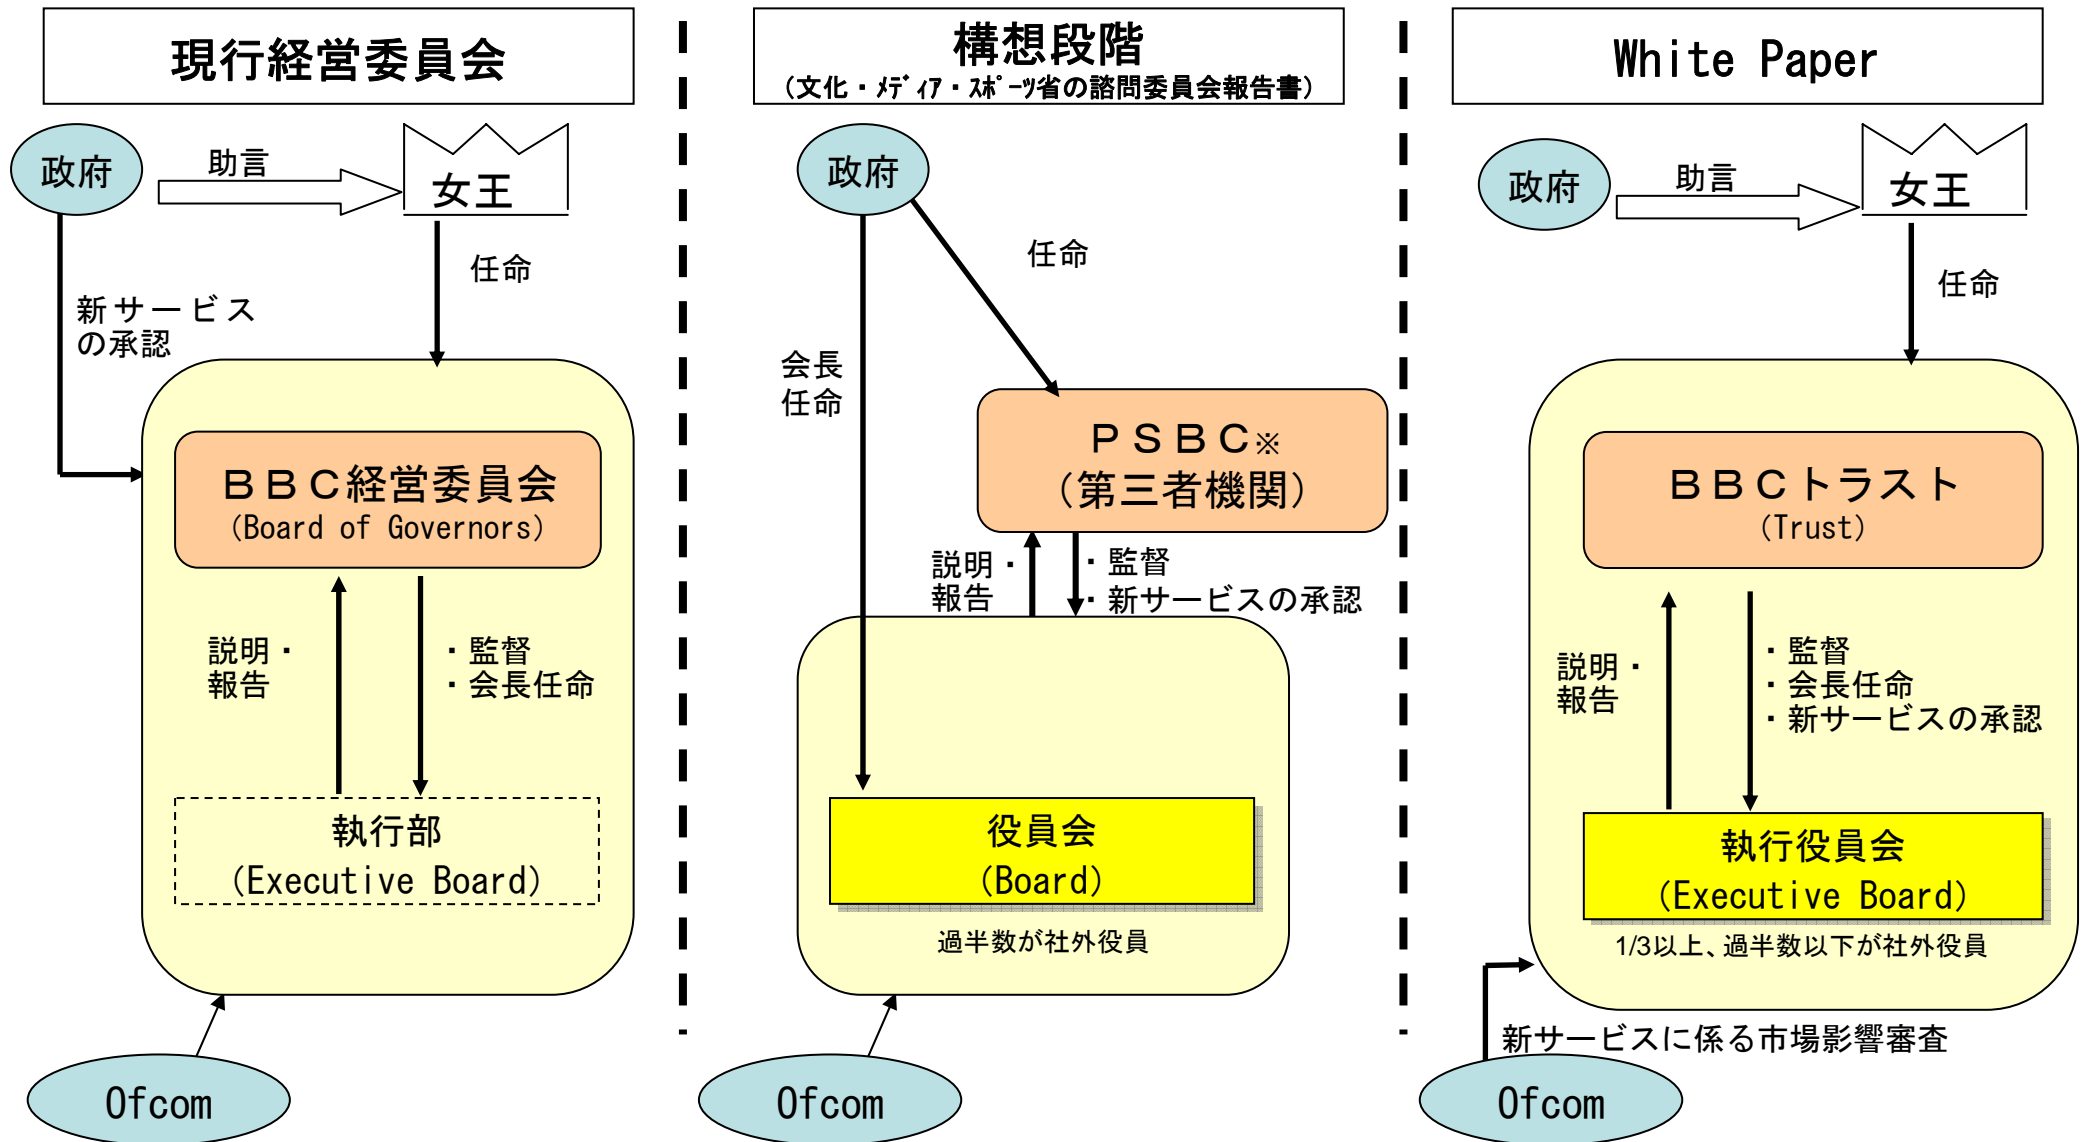 現行経営委員会
政府
助言
女王
任命
新サービス
の承認
ＢＢＣ経営委員会
(Board of Governors)
説明・
報告
・監督
・会長任命
執行部
(Executive Board)
Ofcom
構想段階
(文化・ﾒﾃﾞｨｱ・ｽﾎﾟｰﾂ省の諮問委員会報告書)
政府
任命
会長
任命
ＰＳＢＣ※
(第三者機関)
説明・
報告
・監督
・新サービスの承認
役員会
(Board)
過半数が社外役員
Ofcom
White Paper
政府
助言
女王
任命
ＢＢＣトラスト
(Trust)
説明・
報告
・監督
・会長任命
・新サービスの承認
執行役員会
(Executive Board)
1/3以上、過半数以下が社外役員
新サービスに係る市場影響審査
Ofcom